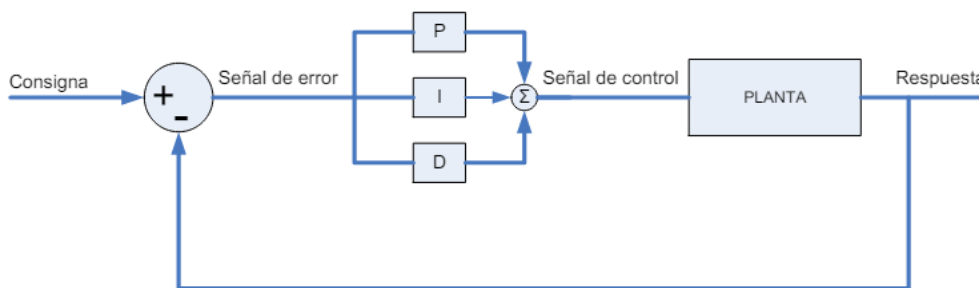 Consigna
+
-
Señal de error
P
I
D
Σ
Señal de control
PLANTA
Respuesta